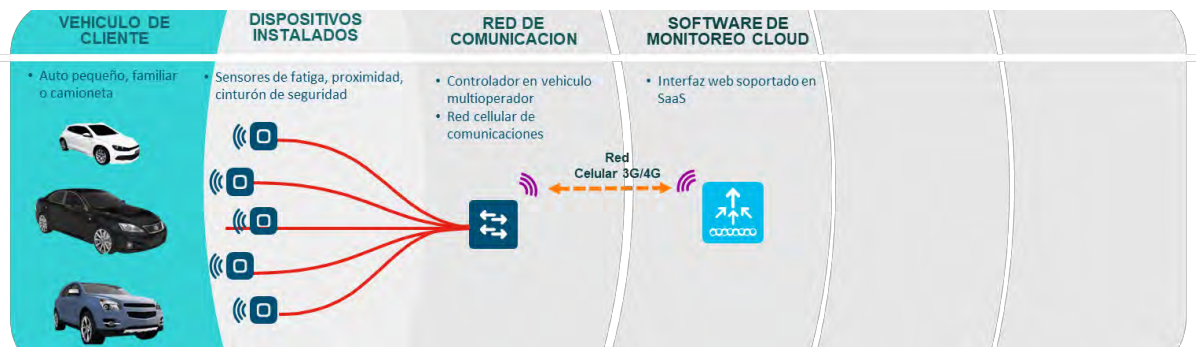 VEHICULO DE
CLIENTE
DISPOSITIVOS
INSTALADOS
RED DE
COMUNICACION
SOFTWARE DE
MONITOREO CLOUD
• Auto pequeño, familiar
o camioneta
• Sensores de fatiga, proximidad,
cinturón de seguridad
• Controlador en vehiculo
multioperador
• Red cellular de
comunicaciones
• Interfaz web soportado en
SaaS
Red
Celular 3G/4G